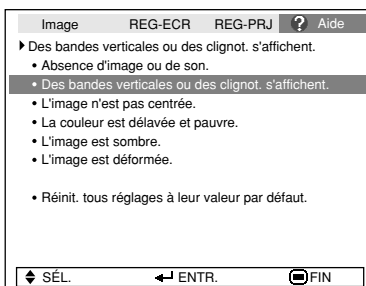 Image REG-ECR REG-PRJ ? Aide
Des bandes verticales ou des clignot. s'affichent.
• Absence d'image ou de son.
• Des bandes verticales ou des clignot. s'affichent.
• L'image n'est pas centrée.
• La couleur est délavée et pauvre.
• L'image est sombre.
• L'image est déformée.
• Réinit. tous réglages à leur valeur par défaut.
SÉL. ENTR. FIN